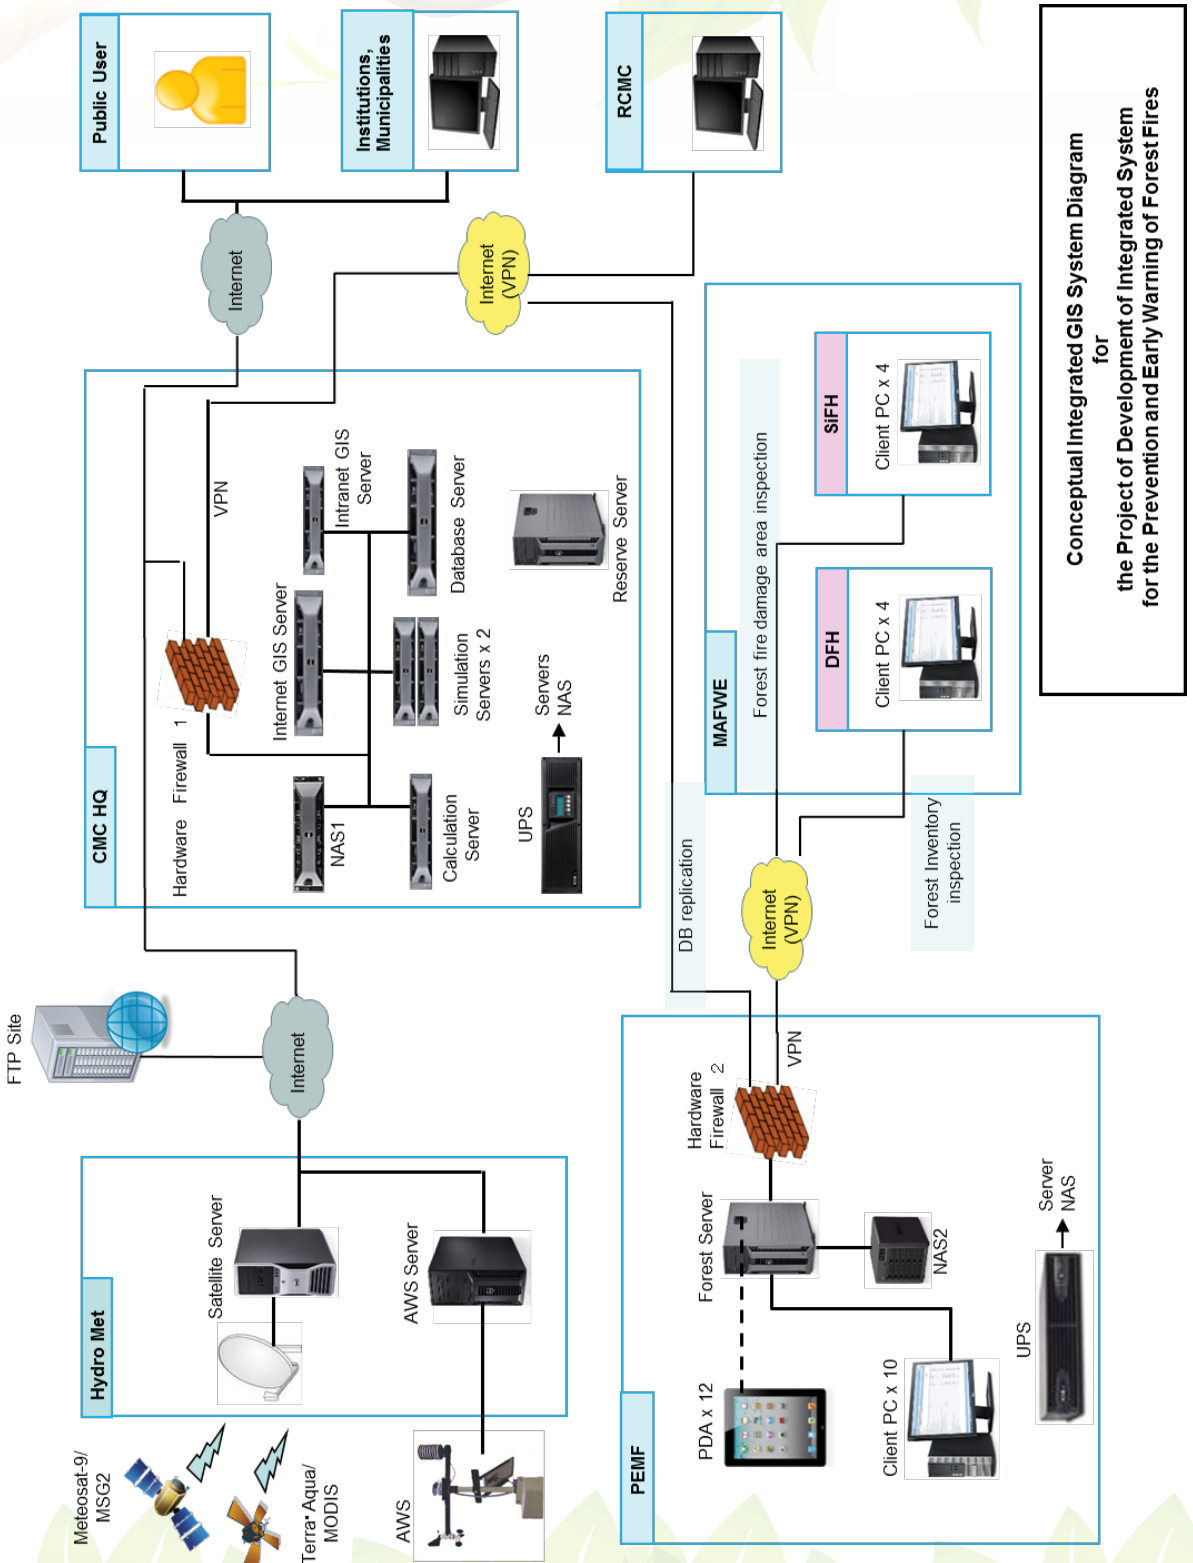 Public User
Institutions,
Municipalities
RCMC
Internet
Internet
(VPN)
CMC HQ
Hardware Firewall 1
VPN
Internet GIS Server
Intranet GIS
Server
NAS1
Calculation
Server
Simulation
Servers x 2
Database Server
UPS
Servers
NAS
Reserve Server
FTP Site
Internet
Hydro Met
Satellite Server
AWS Server
Meteosat-9/
MSG2
Terra・Aqua/
MODIS
AWS
DB replication
MAFWE
Forest fire damage area inspection
SiFH
Client PC x 4
DFH
Client PC x 4
Internet
(VPN)
Forest Inventory
inspection
PEMF
Hardware
Firewall 2
VPN
Forest Server
NAS2
PDA x 12
Client PC x 10
UPS
Server
NAS
Conceptual Integrated GIS System Diagram
for
the Project of Development of Integrated System
for the Prevention and Early Warning of Forest Fires